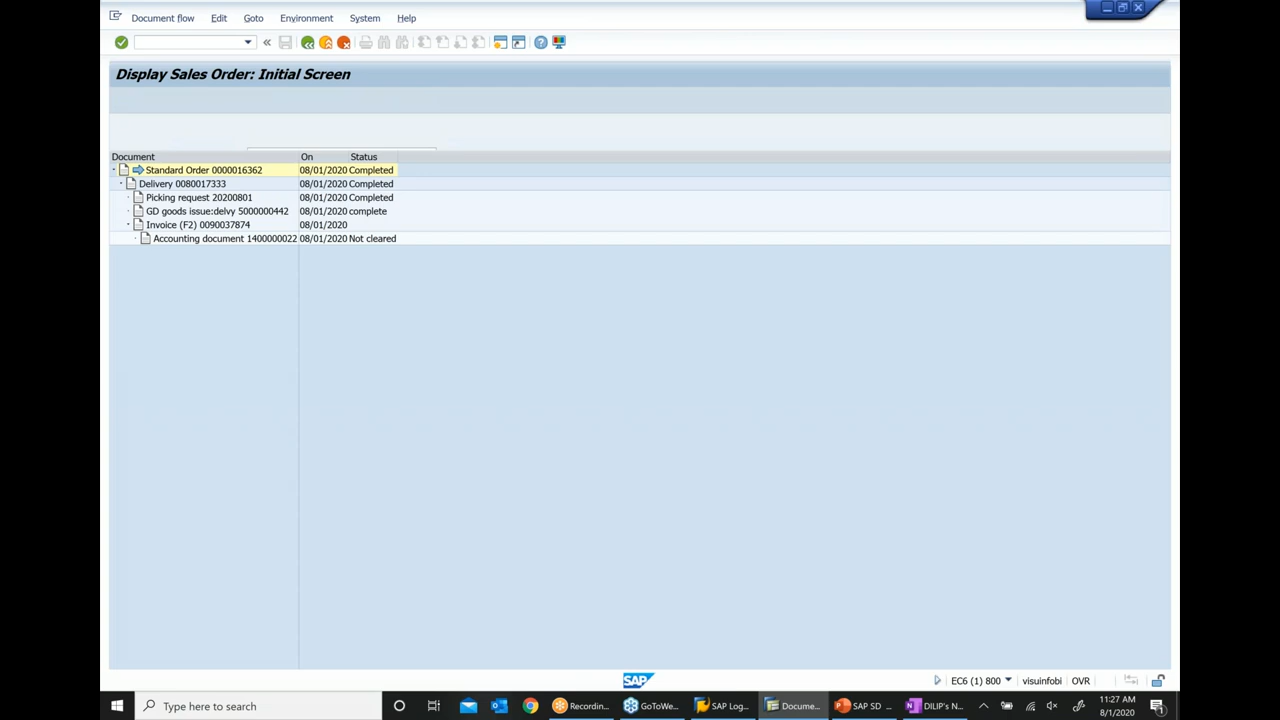 Document flow Edit Goto Environment System Help
Display Sales Order: Initial Screen
Document On Status
Standard Order 0000016362 08/01/2020 Completed
Delivery 0080017333 08/01/2020 Completed
Picking request 20200801 08/01/2020 Completed
GD goods issue:delvy 5000000442 08/01/2020 complete
Invoice (F2) 0090037874 08/01/2020
Accounting document 1400000022 08/01/2020 Not cleared
SAP EC6 (1) 800 visuinfobi OVR
Type here to search Recordin... GoToWe... SAP Log... Docume... SAP SD ... DILIP's N... 11:27 AM
8/1/2020